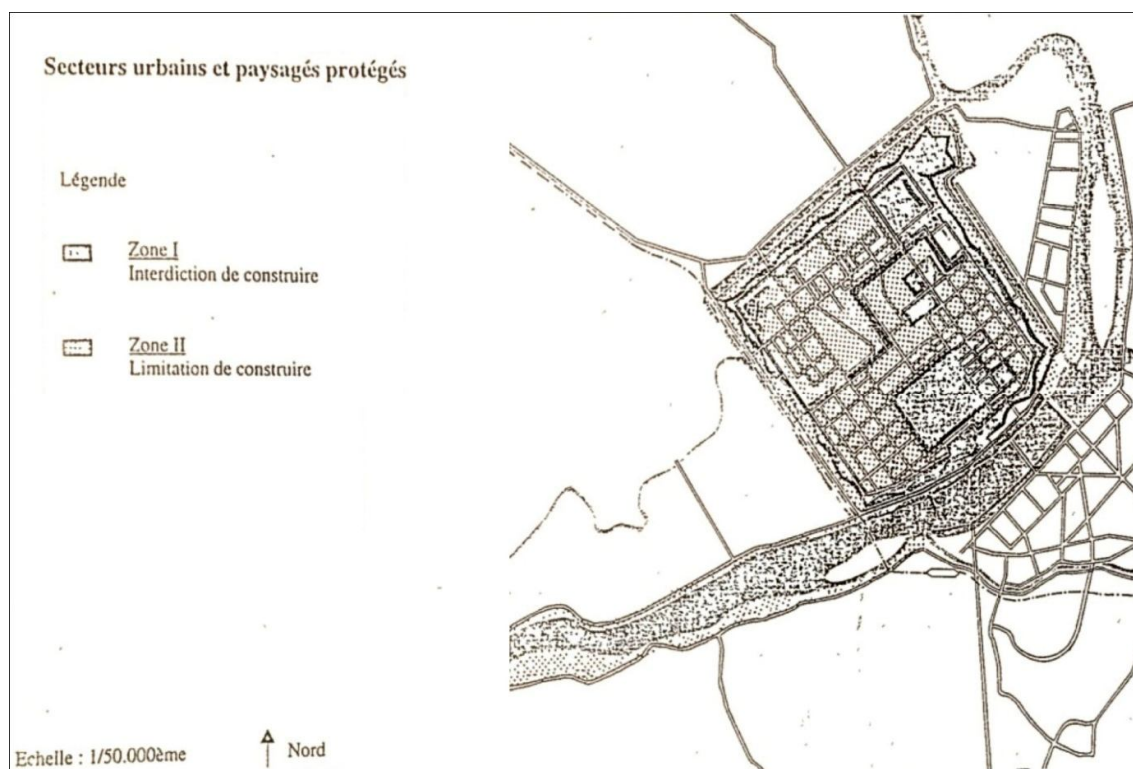 Secteurs urbains et paysagés protégés
Légende
Zone I
Interdiction de construire
Zone II
Limitation de construire
Echelle : 1/50.000ème
Nord